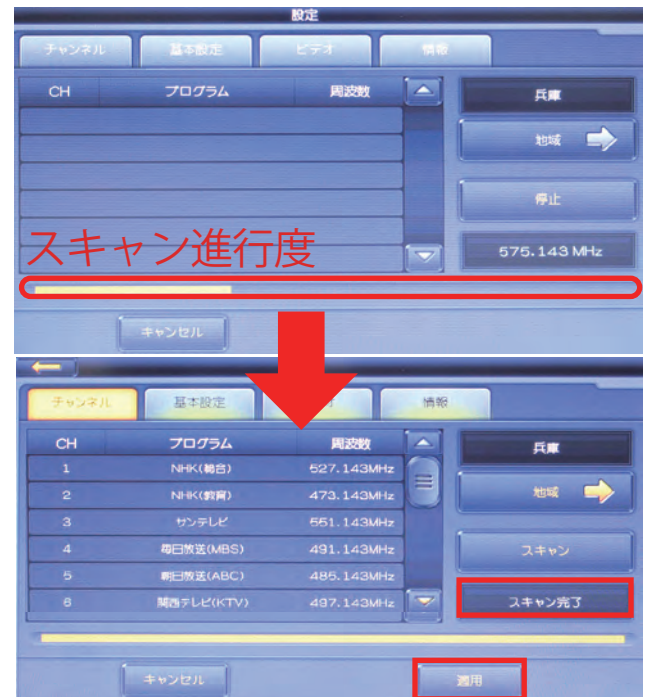 設定
チャンネル 基本設定 ビデオ 情報
CH プログラム 周波数
兵庫
地域
停止
575.143 MHz
スキャン進行度
キャンセル
チャンネル 基本設定 情報
CH プログラム 周波数
兵庫
1 NHK(総合) 527.143MHz
地域
2 NHK(教育) 473.143MHz
3 サンテレビ 551.143MHz
スキャン
4 毎日放送(MBS) 491.143MHz
5 朝日放送(ABC) 485.143MHz
6 関西テレビ(KTV) 497.143MHz
スキャン完了
キャンセル 適用